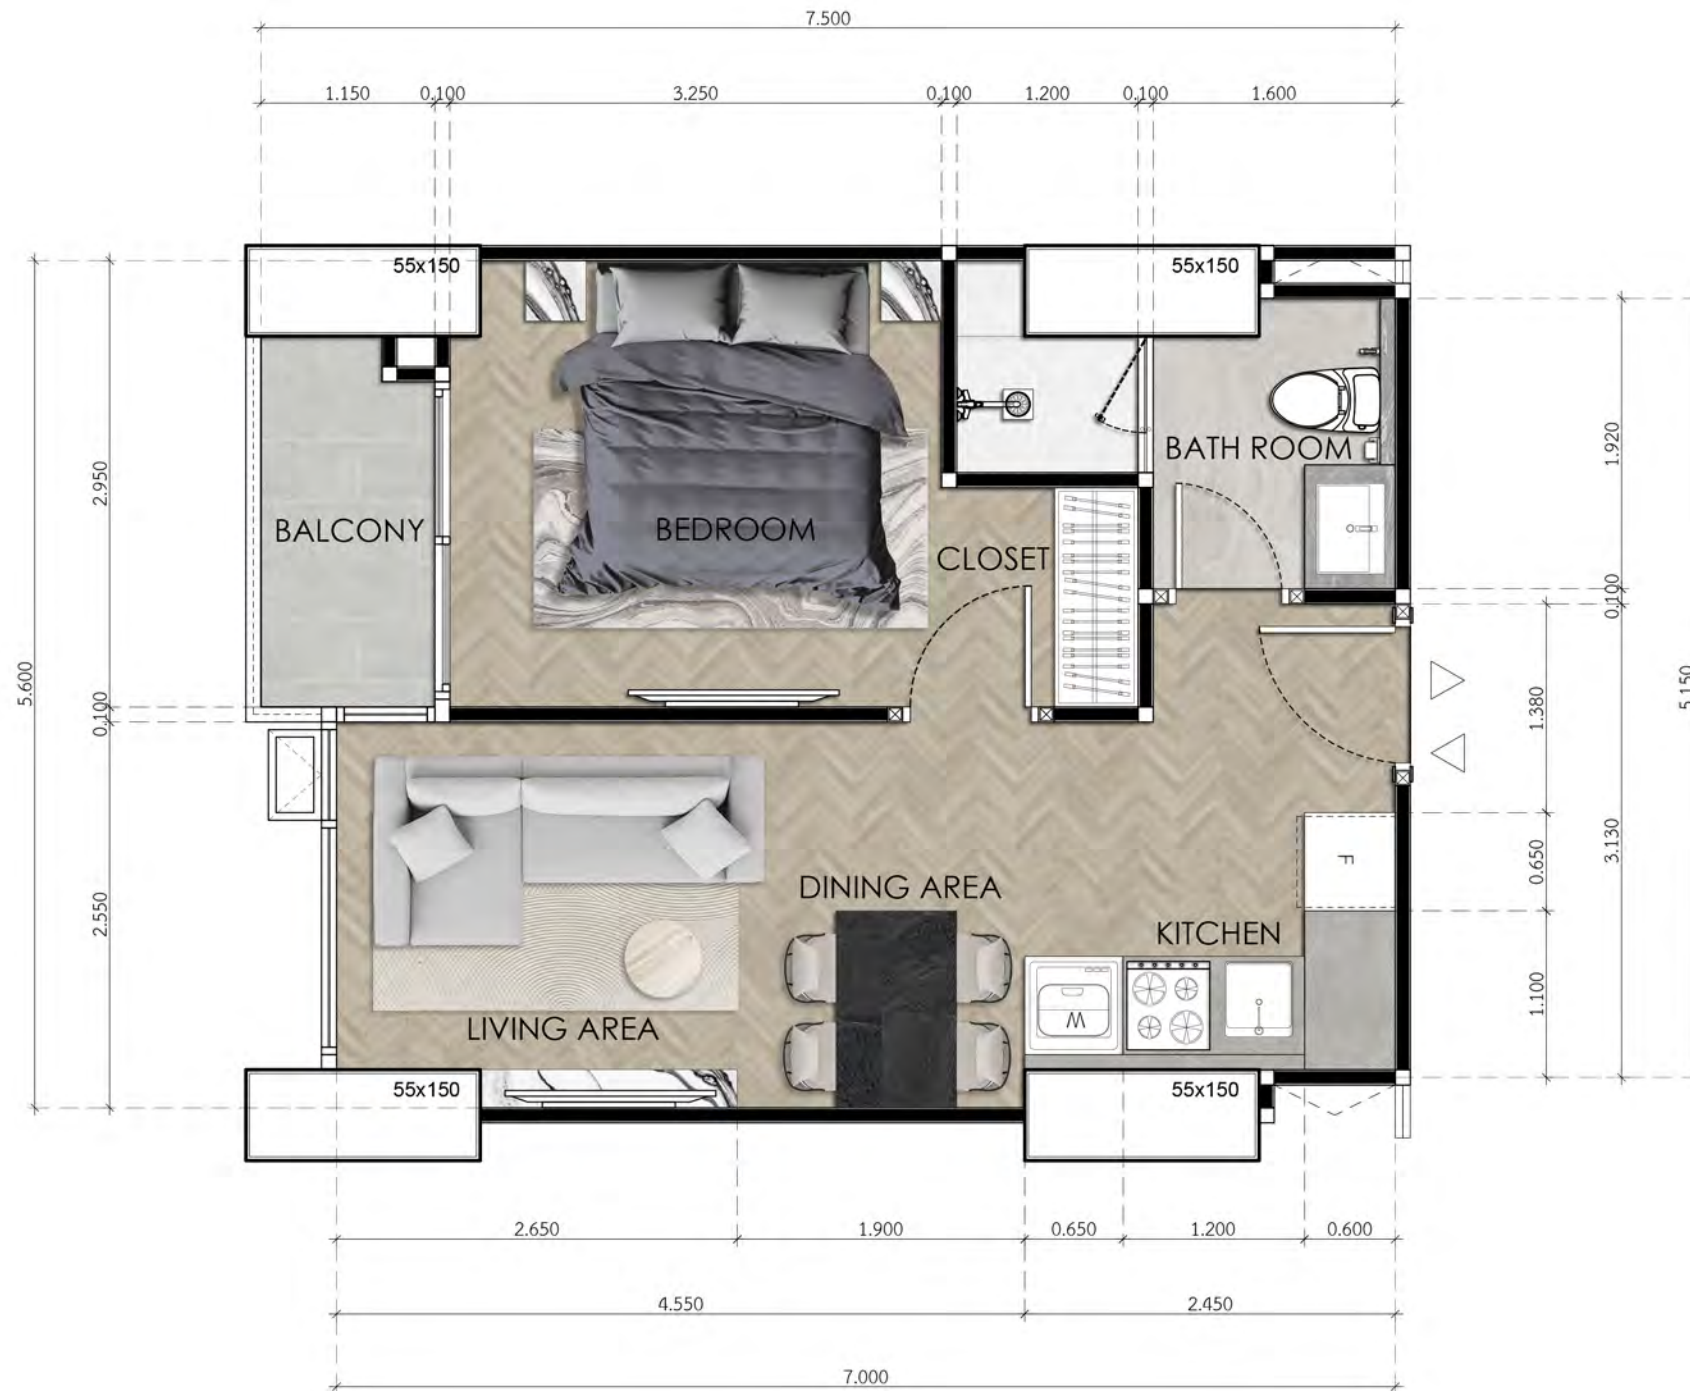 7.500
1.150 0.100 3.250 0.100 1.200 0.100 1.600
55x150 55x150
BATH ROOM
BALCONY BEDROOM
CLOSET
2.950
0.100
2.550
5.600
1.920
0.100
3.130
5.150
1.380
0.650
1.100
F
DINING AREA
KITCHEN
W
LIVING AREA
55x150 55x150
2.650 1.900 0.650 1.200 0.600
4.550 2.450
7.000